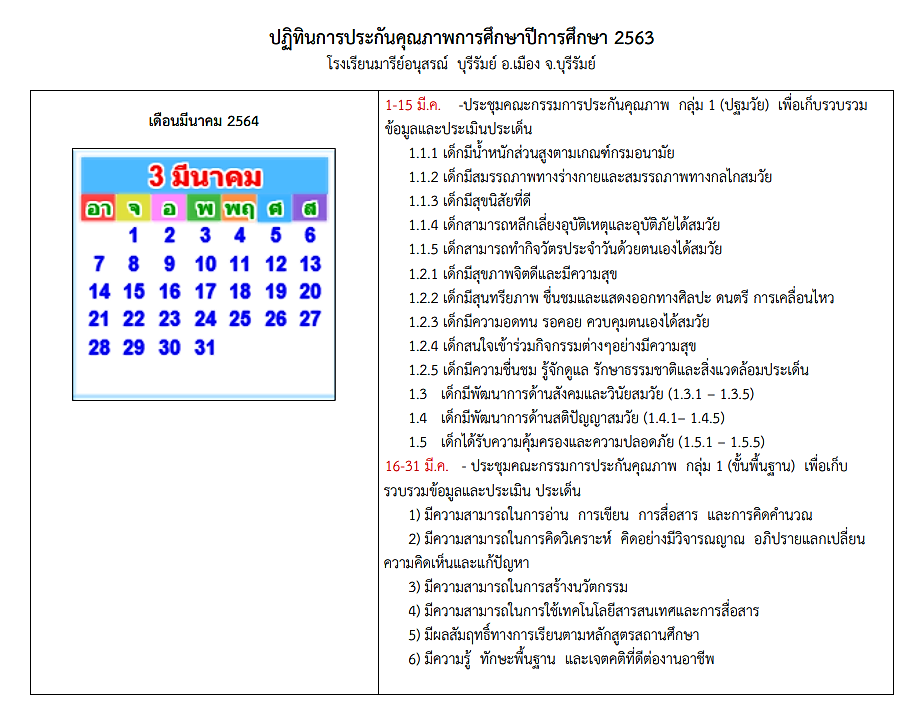 ปฏิทินการประกันคุณภาพการศึกษาปีการศึกษา 2563
โรงเรียนมารีย์อนุสรณ์ บุรีรัมย์ อ.เมือง จ.บุรีรัมย์
เดือนมีนาคม 2564
3 มีนาคม
อา จ อ พ พฤ ศ ส
1 2 3 4 5 6
7 8 9 10 11 12 13
14 15 16 17 18 19 20
21 22 23 24 25 26 27
28 29 30 31
1-15 มี.ค. -ประชุมคณะกรรมการประกันคุณภาพ กลุ่ม 1 (ปฐมวัย) เพื่อเก็บรวบรวม
ข้อมูลและประเมินประเด็น
1.1.1 เด็กมีน้ำหนักส่วนสูงตามเกณฑ์กรมอนามัย
1.1.2 เด็กมีสมรรถภาพทางร่างกายและสมรรถภาพทางกลไกสมวัย
1.1.3 เด็กมีสุขนิสัยที่ดี
1.1.4 เด็กสามารถหลีกเลี่ยงอุบัติเหตุและอุบัติภัยได้สมวัย
1.1.5 เด็กสามารถทำกิจวัตรประจำวันด้วยตนเองได้สมวัย
1.2.1 เด็กมีสุขภาพจิตดีและมีความสุข
1.2.2 เด็กมีสุนทรียภาพ ชื่นชมและแสดงออกทางศิลปะ ดนตรี การเคลื่อนไหว
1.2.3 เด็กมีความอดทน รอคอย ควบคุมตนเองได้สมวัย
1.2.4 เด็กสนใจเข้าร่วมกิจกรรมต่างๆอย่างมีความสุข
1.2.5 เด็กมีความชื่นชม รู้จักดูแล รักษาธรรมชาติและสิ่งแวดล้อมประเด็น
1.3 เด็กมีพัฒนาการด้านสังคมและวินัยสมวัย (1.3.1 – 1.3.5)
1.4 เด็กมีพัฒนาการด้านสติปัญญาสมวัย (1.4.1– 1.4.5)
1.5 เด็กได้รับความคุ้มครองและความปลอดภัย (1.5.1 – 1.5.5)
16-31 มี.ค. - ประชุมคณะกรรมการประกันคุณภาพ กลุ่ม 1 (ขั้นพื้นฐาน) เพื่อเก็บ
รวบรวมข้อมูลและประเมิน ประเด็น
1) มีความสามารถในการอ่าน การเขียน การสื่อสาร และการคิดคำนวณ
2) มีความสามารถในการคิดวิเคราะห์ คิดอย่างมีวิจารณญาณ อภิปรายแลกเปลี่ยน
ความคิดเห็นและแก้ปัญหา
3) มีความสามารถในการสร้างนวัตกรรม
4) มีความสามารถในการใช้เทคโนโลยีสารสนเทศและการสื่อสาร
5) มีผลสัมฤทธิ์ทางการเรียนตามหลักสูตรสถานศึกษา
6) มีความรู้ ทักษะพื้นฐาน และเจตคติที่ดีต่องานอาชีพ